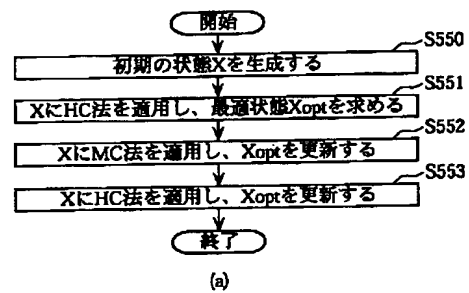 開始
S550
初期の状態Xを生成する
S551
XにHC法を適用し、最適状態Xoptを求める
S552
XにMC法を適用し、Xoptを更新する
S553
XにHC法を適用し、Xoptを更新する
終了
(a)